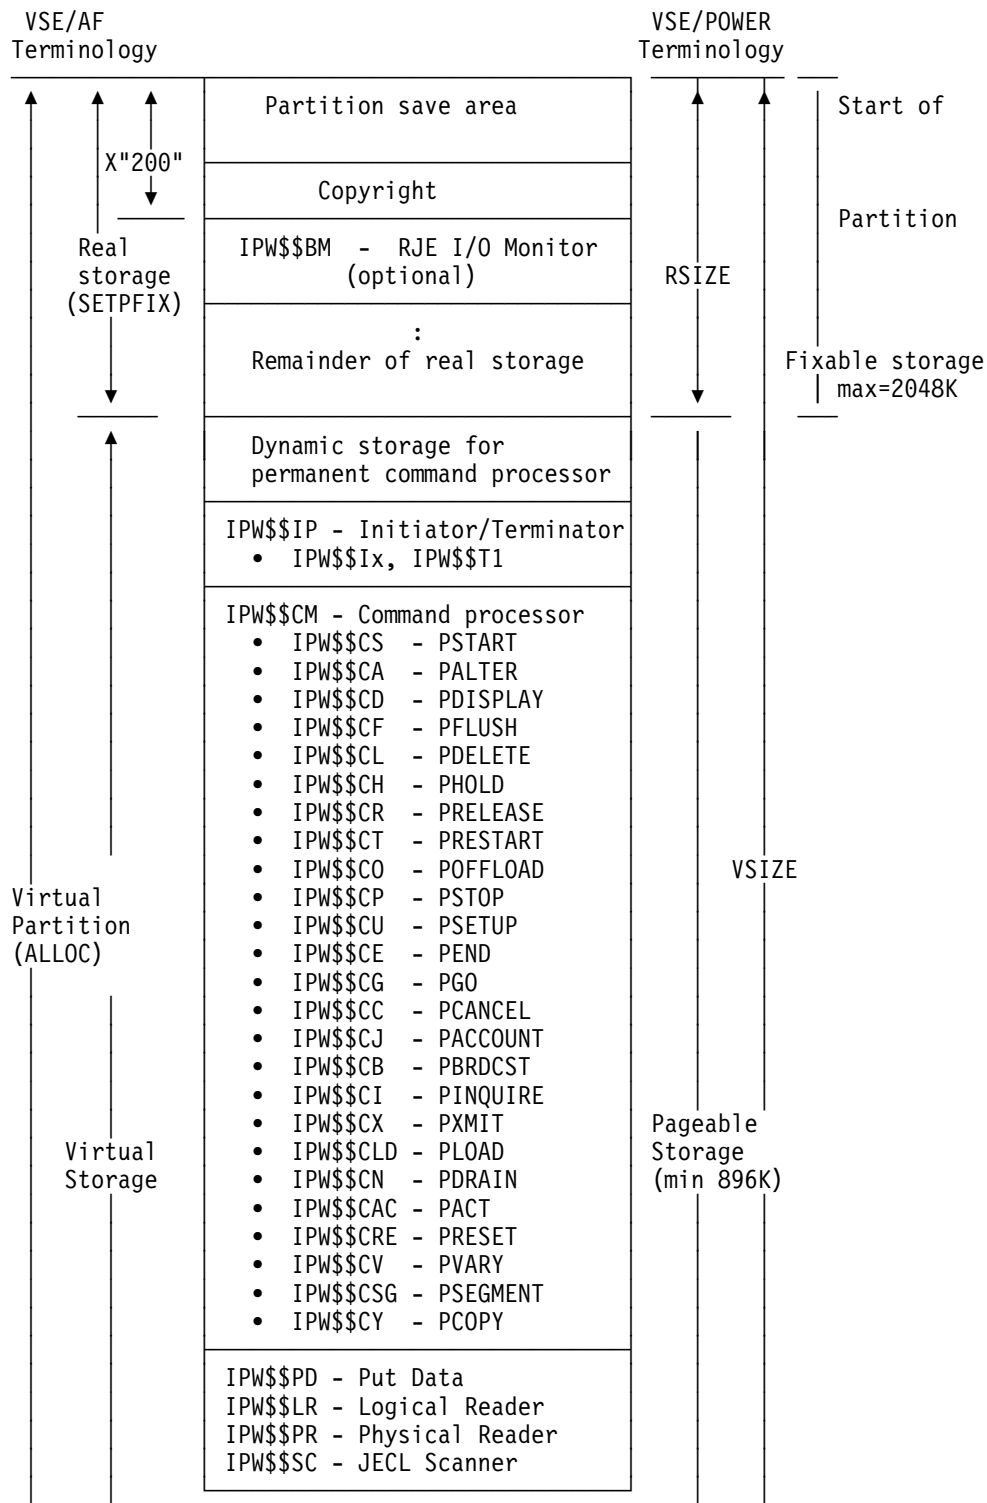 VSE/AF VSE/POWER
Terminology Terminology
Partition save area Start of
X"200"
Copyright
Partition
Real IPW$$BM - RJE I/O Monitor
storage (optional) RSIZE
(SETPFIX)
:
Remainder of real storage Fixable storage
max=2048K
Dynamic storage for
permanent command processor
IPW$$IP - Initiator/Terminator
• IPW$$Ix, IPW$$T1
IPW$$CM - Command processor
• IPW$$CS - PSTART
• IPW$$CA - PALTER
• IPW$$CD - PDISPLAY
• IPW$$CF - PFLUSH
• IPW$$CL - PDELETE
• IPW$$CH - PHOLD
• IPW$$CR - PRELEASE
• IPW$$CT - PRESTART
• IPW$$CO - POFFLOAD VSIZE
Virtual • IPW$$CP - PSTOP
Partition • IPW$$CU - PSETUP
(ALLOC) • IPW$$CE - PEND
• IPW$$CG - PGO
• IPW$$CC - PCANCEL
• IPW$$CJ - PACCOUNT
• IPW$$CB - PBRDCST
• IPW$$CI - PINQUIRE
• IPW$$CX - PXMIT Pageable
Virtual • IPW$$CLD - PLOAD Storage
Storage • IPW$$CN - PDRAIN (min 896K)
• IPW$$CAC - PACT
• IPW$$CRE - PRESET
• IPW$$CV - PVARY
• IPW$$CSG - PSEGMENT
• IPW$$CY - PCOPY
IPW$$PD - Put Data
IPW$$LR - Logical Reader
IPW$$PR - Physical Reader
IPW$$SC - JECL Scanner